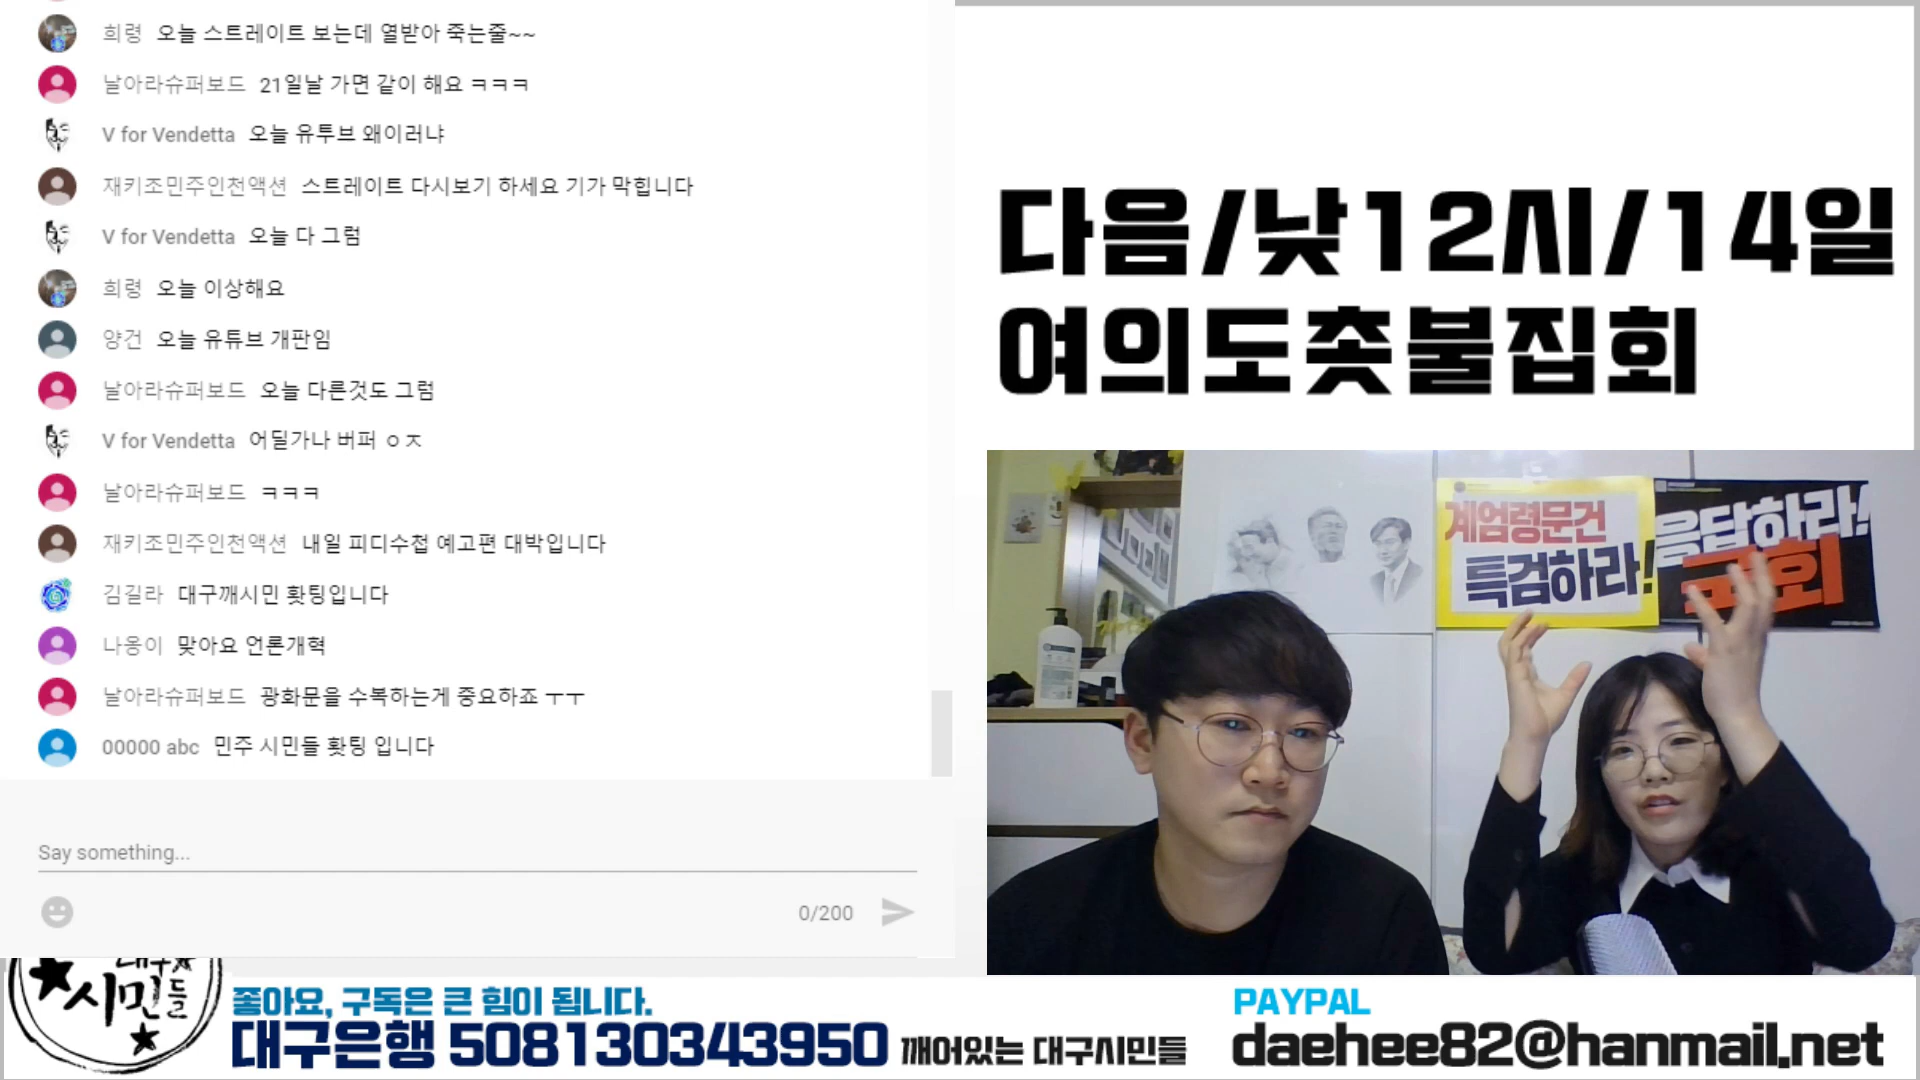 희령 오늘 스트레이트 보는데 열받아 죽는줄~~
날아라슈퍼보드 21일날 가면 같이 해요 ㅋㅋㅋ
V for Vendetta 오늘 유투브 왜이러냐
재키조민주인천액션 스트레이트 다시보기 하세요 기가 막힙니다
V for Vendetta 오늘 다 그럼
희령 오늘 이상해요
양건 오늘 유튜브 개판임
날아라슈퍼보드 오늘 다른것도 그럼
V for Vendetta 어딜가나 버퍼 ㅇㅈ
날아라슈퍼보드 ㅋㅋㅋ
재키조민주인천액션 내일 피디수첩 예고편 대박입니다
김길라 대구깨시민 홧팅입니다
나옹이 맞아요 언론개혁
날아라슈퍼보드 광화문을 수복하는게 중요하죠 ㅜㅜ
00000 abc 민주 시민들 홧팅 입니다
Say something...
0/200
다음/낮12시/14일
여의도촛불집회
계엄령문건
특검하라!
응답하라!
국회
대구
시민들
좋아요, 구독은 큰 힘이 됩니다.
대구은행 508130343950 깨어있는 대구시민들
PAYPAL
daehee82@hanmail.net